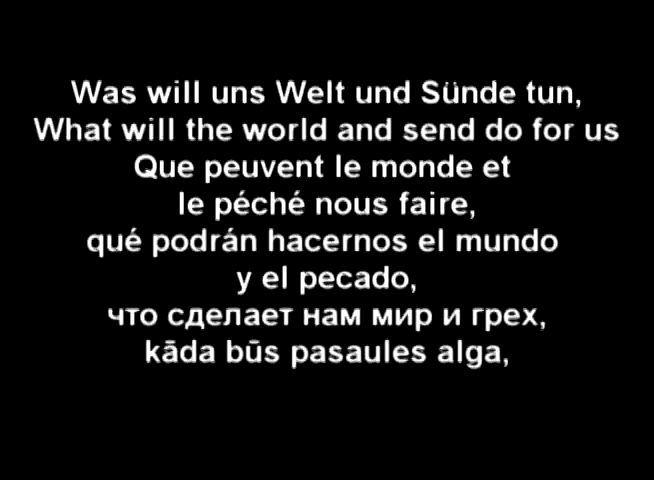 Was will uns Welt und Sünde tun,
What will the world and send do for us
Que peuvent le monde et
le péché nous faire,
qué podrán hacernos el mundo
y el pecado,
что сделает нам мир и грех,
kāda būs pasaules alga,